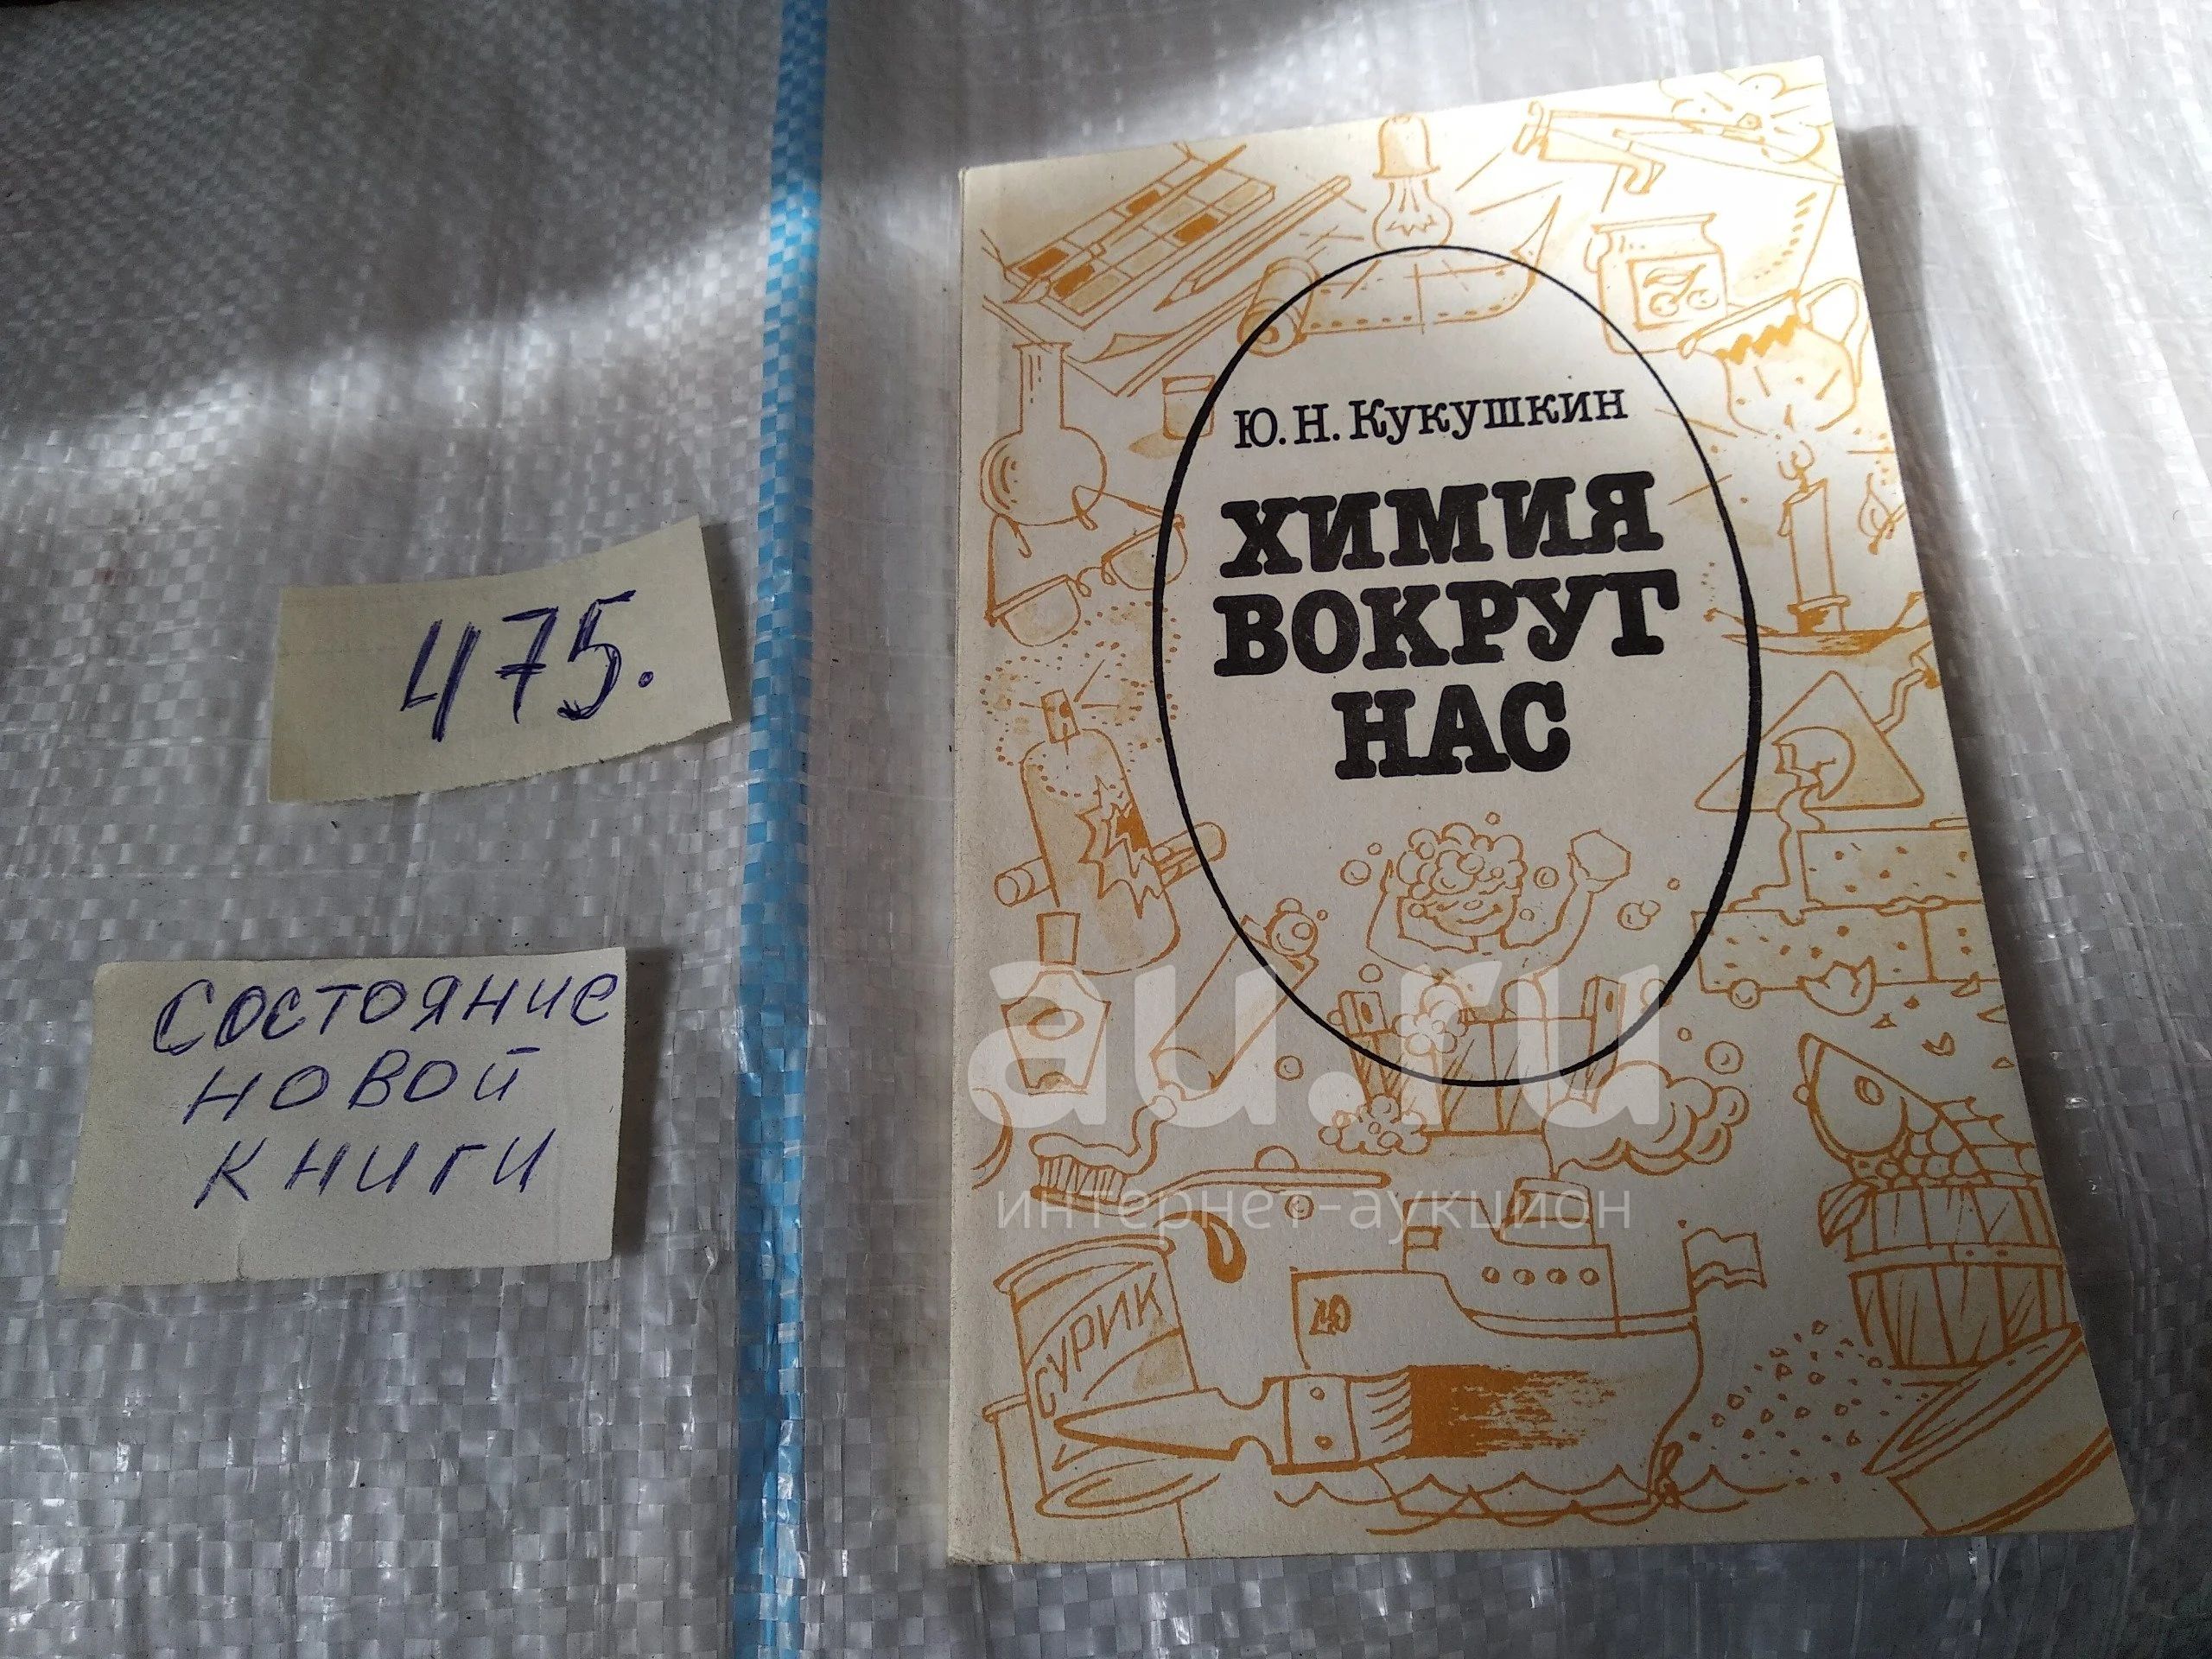 475.
состояние
новой
книги
Ю. Н. Кукушкин
ХИМИЯ
ВОКРУГ
НАС
СУРИК
au.ru
интернет-аукцион